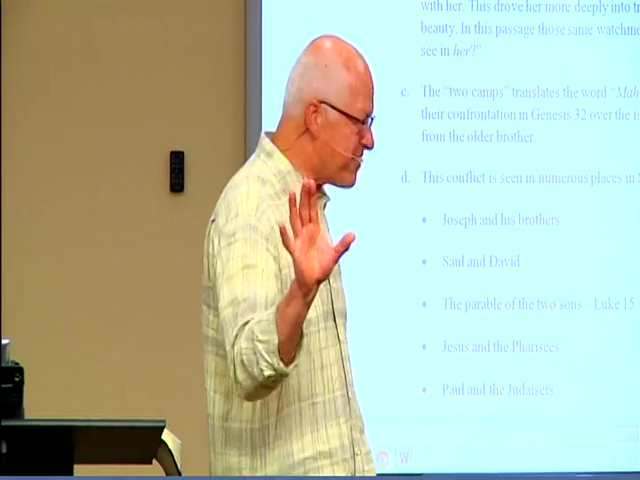 with her. This drove her more deeply into
beauty. In this passage those same
see in her?"
c. The "two camps" translates the word
their confrontation in Genesis 32 over the
from the older brother.
d. This conflict is seen in numerous places in
• Joseph and his brothers
• Saul and David
• The parable of the two sons – Luke 15
• Jesus and the Pharisees
• Paul and the Judaisers